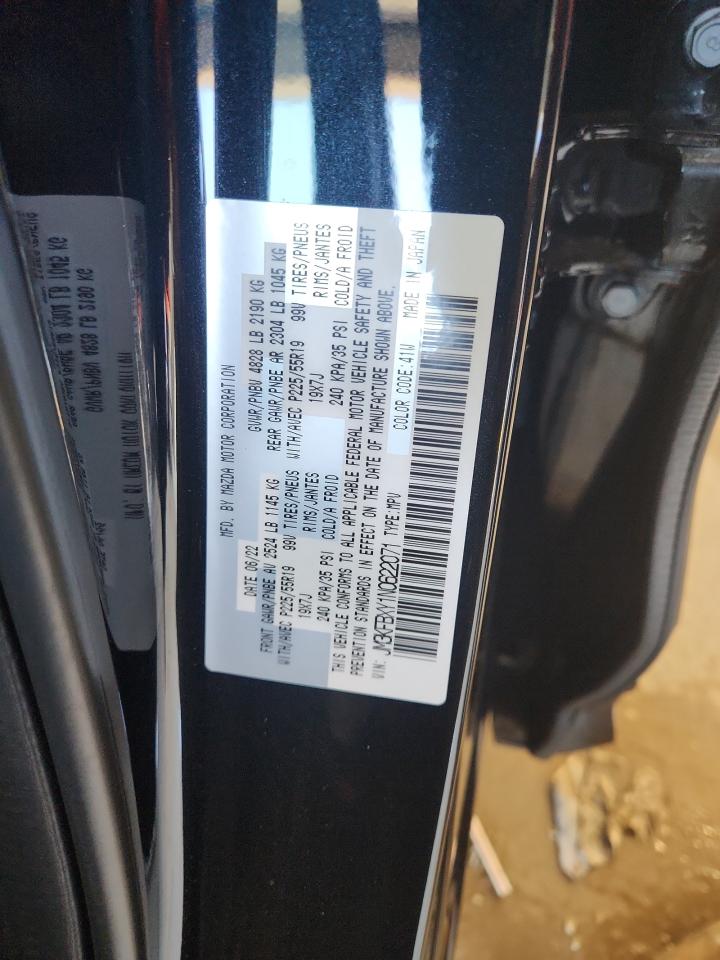 MFD. BY MAZDA MOTOR CORPORATION
DATE 06/22
GVWR/PNBV 4828 LB 2190 KG
FRONT GAWR/PNBE AV 2524 LB 1145 KG
REAR GAWR/PNBE AR 2304 LB 1045 KG
WITH/AVEC P225/55R19 99V TIRES/PNEUS
WITH/AVEC P225/55R19 99V TIRES/PNEUS
19X7J RIMS/JANTES
19X7J RIMS/JANTES
240 KPA/35 PSI COLD/A FROID
240 KPA/35 PSI COLD/A FROID
THIS VEHICLE CONFORMS TO ALL APPLICABLE FEDERAL MOTOR VEHICLE SAFETY AND THEFT
PREVENTION STANDARDS IN EFFECT ON THE DATE OF MANUFACTURE SHOWN ABOVE.
VIN: JM3KFBXY1N0622071 TYPE:MPV COLOR CODE:41W MADE IN JAPAN